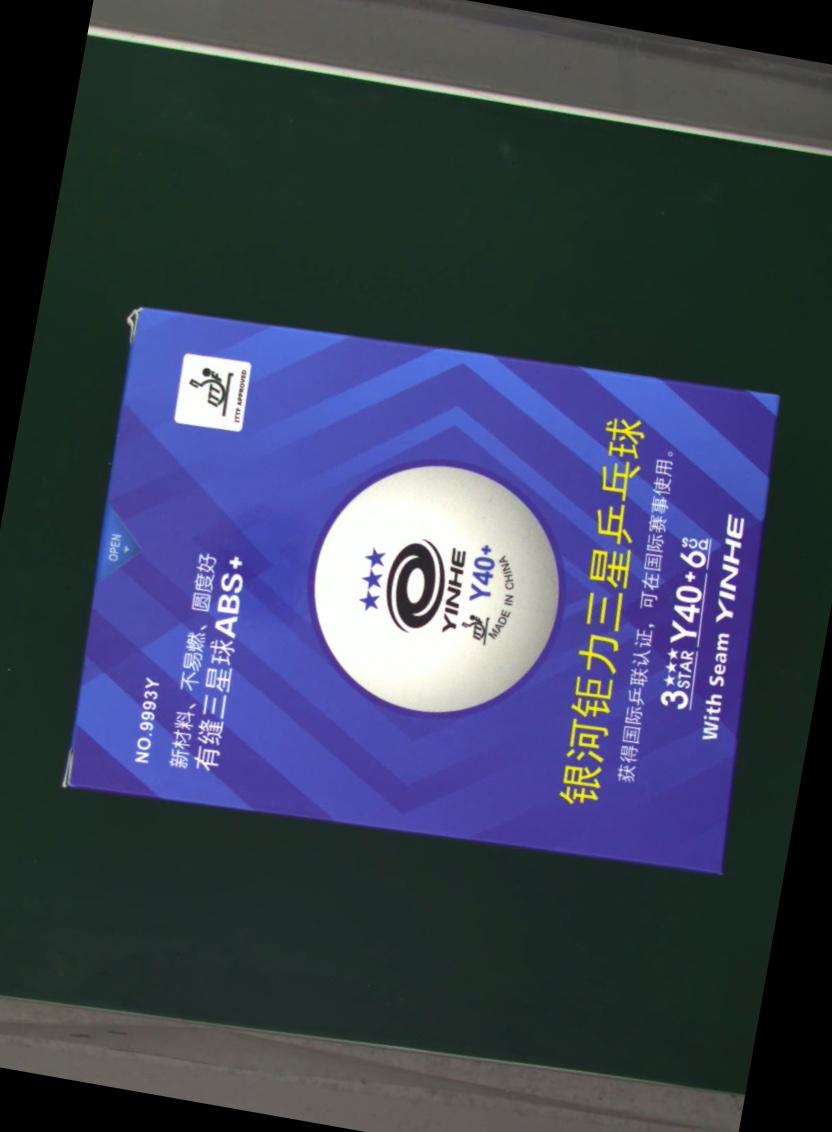 OPEN
ITTF APPROVED
NO.9993Y
新材料、不易燃、圆度好
有缝三星球ABS+
YINHE
Y40+
MADE IN CHINA
银河钜力三星乒乓球
获得国际乒联认证，可在国际赛事使用。
3 STAR Y40+6
With Seam YINHE